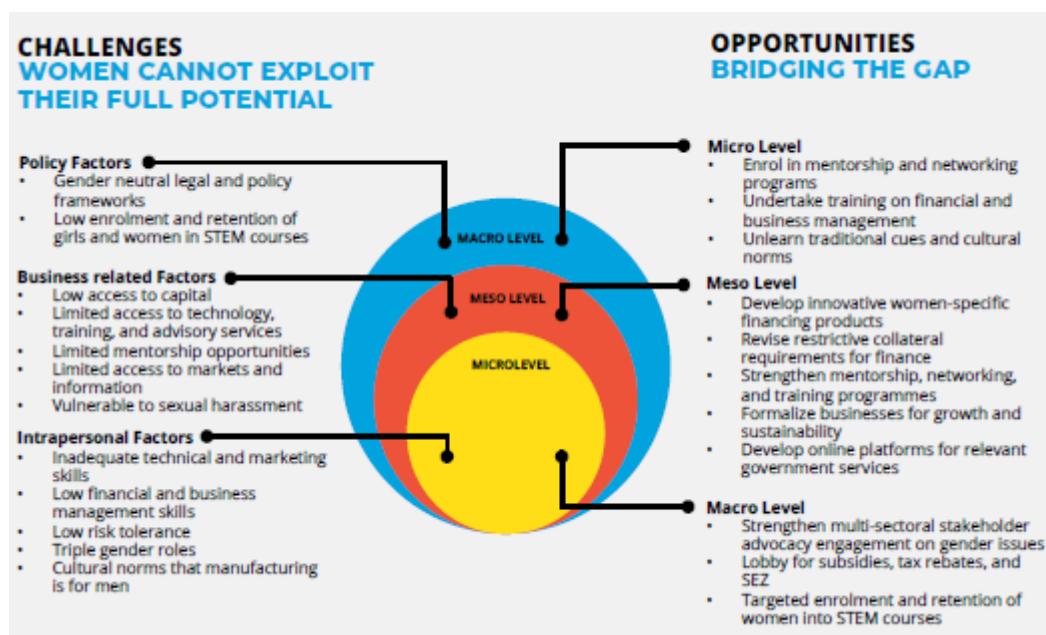 CHALLENGES
WOMEN CANNOT EXPLOIT
THEIR FULL POTENTIAL
Policy Factors
• Gender neutral legal and policy
frameworks
• Low enrolment and retention of
girls and women in STEM courses
Business related Factors
• Low access to capital
• Limited access to technology,
training, and advisory services
• Limited mentorship opportunities
• Limited access to markets and
information
• Vulnerable to sexual harassment
Intrapersonal Factors
• Inadequate technical and marketing
skills
• Low financial and business
management skills
• Low risk tolerance
• Triple gender roles
• Cultural norms that manufacturing
is for men
MACRO LEVEL
MESO LEVEL
MICROLEVEL
OPPORTUNITIES
BRIDGING THE GAP
Micro Level
• Enrol in mentorship and networking
programs
• Undertake training on financial and
business management
• Unlearn traditional cues and cultural
norms
Meso Level
• Develop innovative women-specific
financing products
• Revise restrictive collateral
requirements for finance
• Strengthen mentorship, networking,
and training programmes
• Formalize businesses for growth and
sustainability
• Develop online platforms for relevant
government services
Macro Level
• Strengthen multi-sectoral stakeholder
advocacy engagement on gender issues
• Lobby for subsidies, tax rebates, and
SEZ
• Targeted enrolment and retention of
women into STEM courses